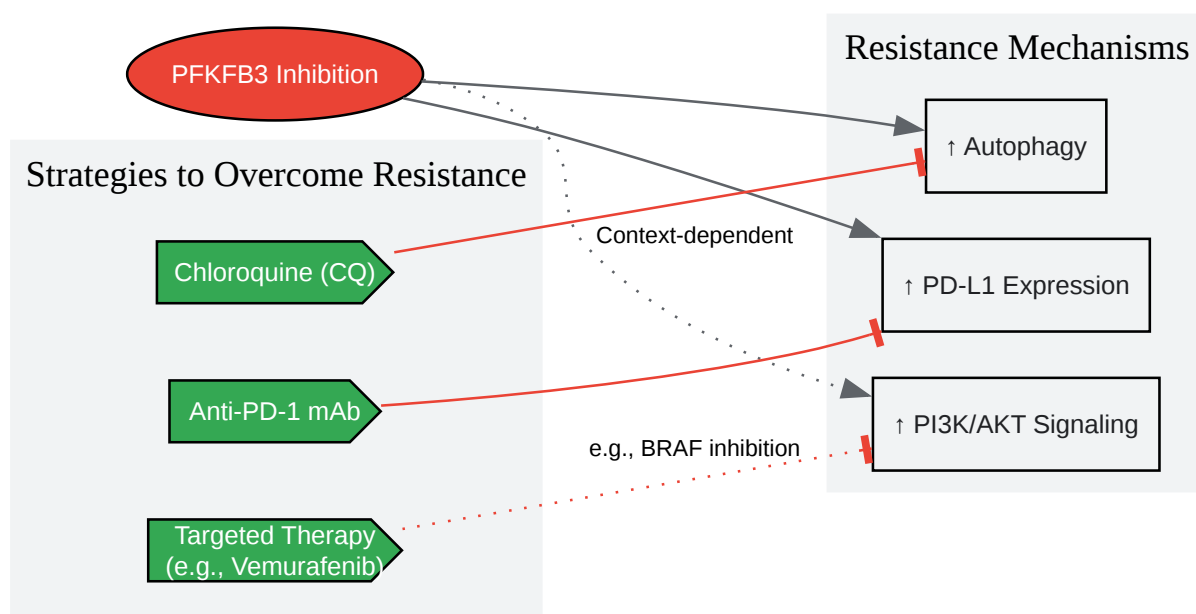 PFKFB3 Inhibition
Resistance Mechanisms
↑ Autophagy
Strategies to Overcome Resistance
Context-dependent
Chloroquine (CQ)
↑ PD-L1 Expression
Anti-PD-1 mAb
↑ PI3K/AKT Signaling
e.g., BRAF inhibition
Targeted Therapy
(e.g., Vemurafenib)